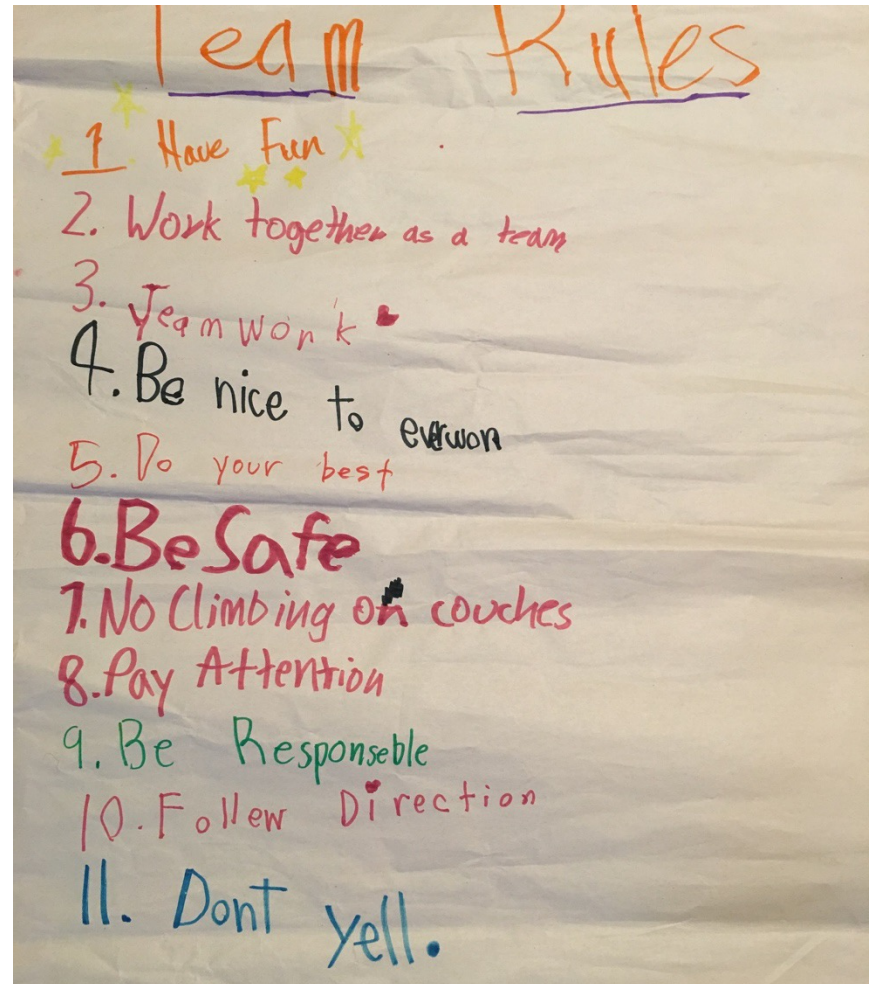 Team Rules
1 Have Fun
2. Work together as a team
3. Teamwork
4. Be nice to everwon
5. Do your best
6. Be Safe
7. No Climbing on couches
8. Pay Attention
9. Be Responseble
10. Follew Direction
11. Dont yell.